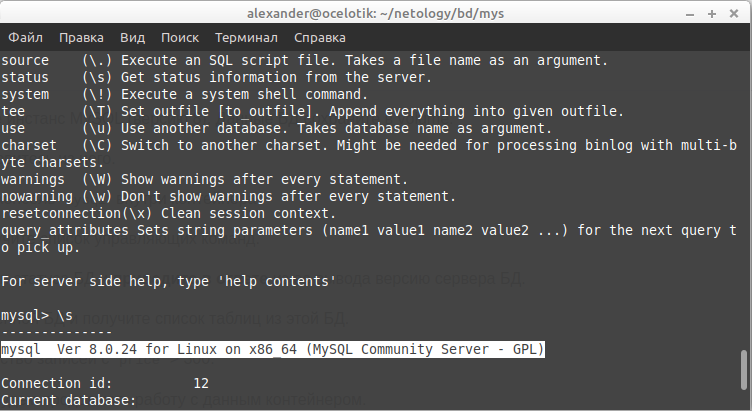 alexander@ocelotik: ~/netology/bd/mys
Файл Правка Вид Поиск Терминал Справка
source    (\.) Execute an SQL script file. Takes a file name as an argument.
status    (\s) Get status information from the server.
system    (\!) Execute a system shell command.
tee       (\T) Set outfile [to_outfile]. Append everything into given outfile.
use       (\u) Use another database. Takes database name as argument.
charset   (\C) Switch to another charset. Might be needed for processing binlog with multi-b
yte charsets.
warnings  (\W) Show warnings after every statement.
nowarning (\w) Don't show warnings after every statement.
resetconnection(\x) Clean session context.
query_attributes Sets string parameters (name1 value1 name2 value2 ...) for the next query t
o pick up.
For server side help, type 'help contents'
mysql> \s
--------------
mysql  Ver 8.0.24 for Linux on x86_64 (MySQL Community Server - GPL)
Connection id:          12
Current database: